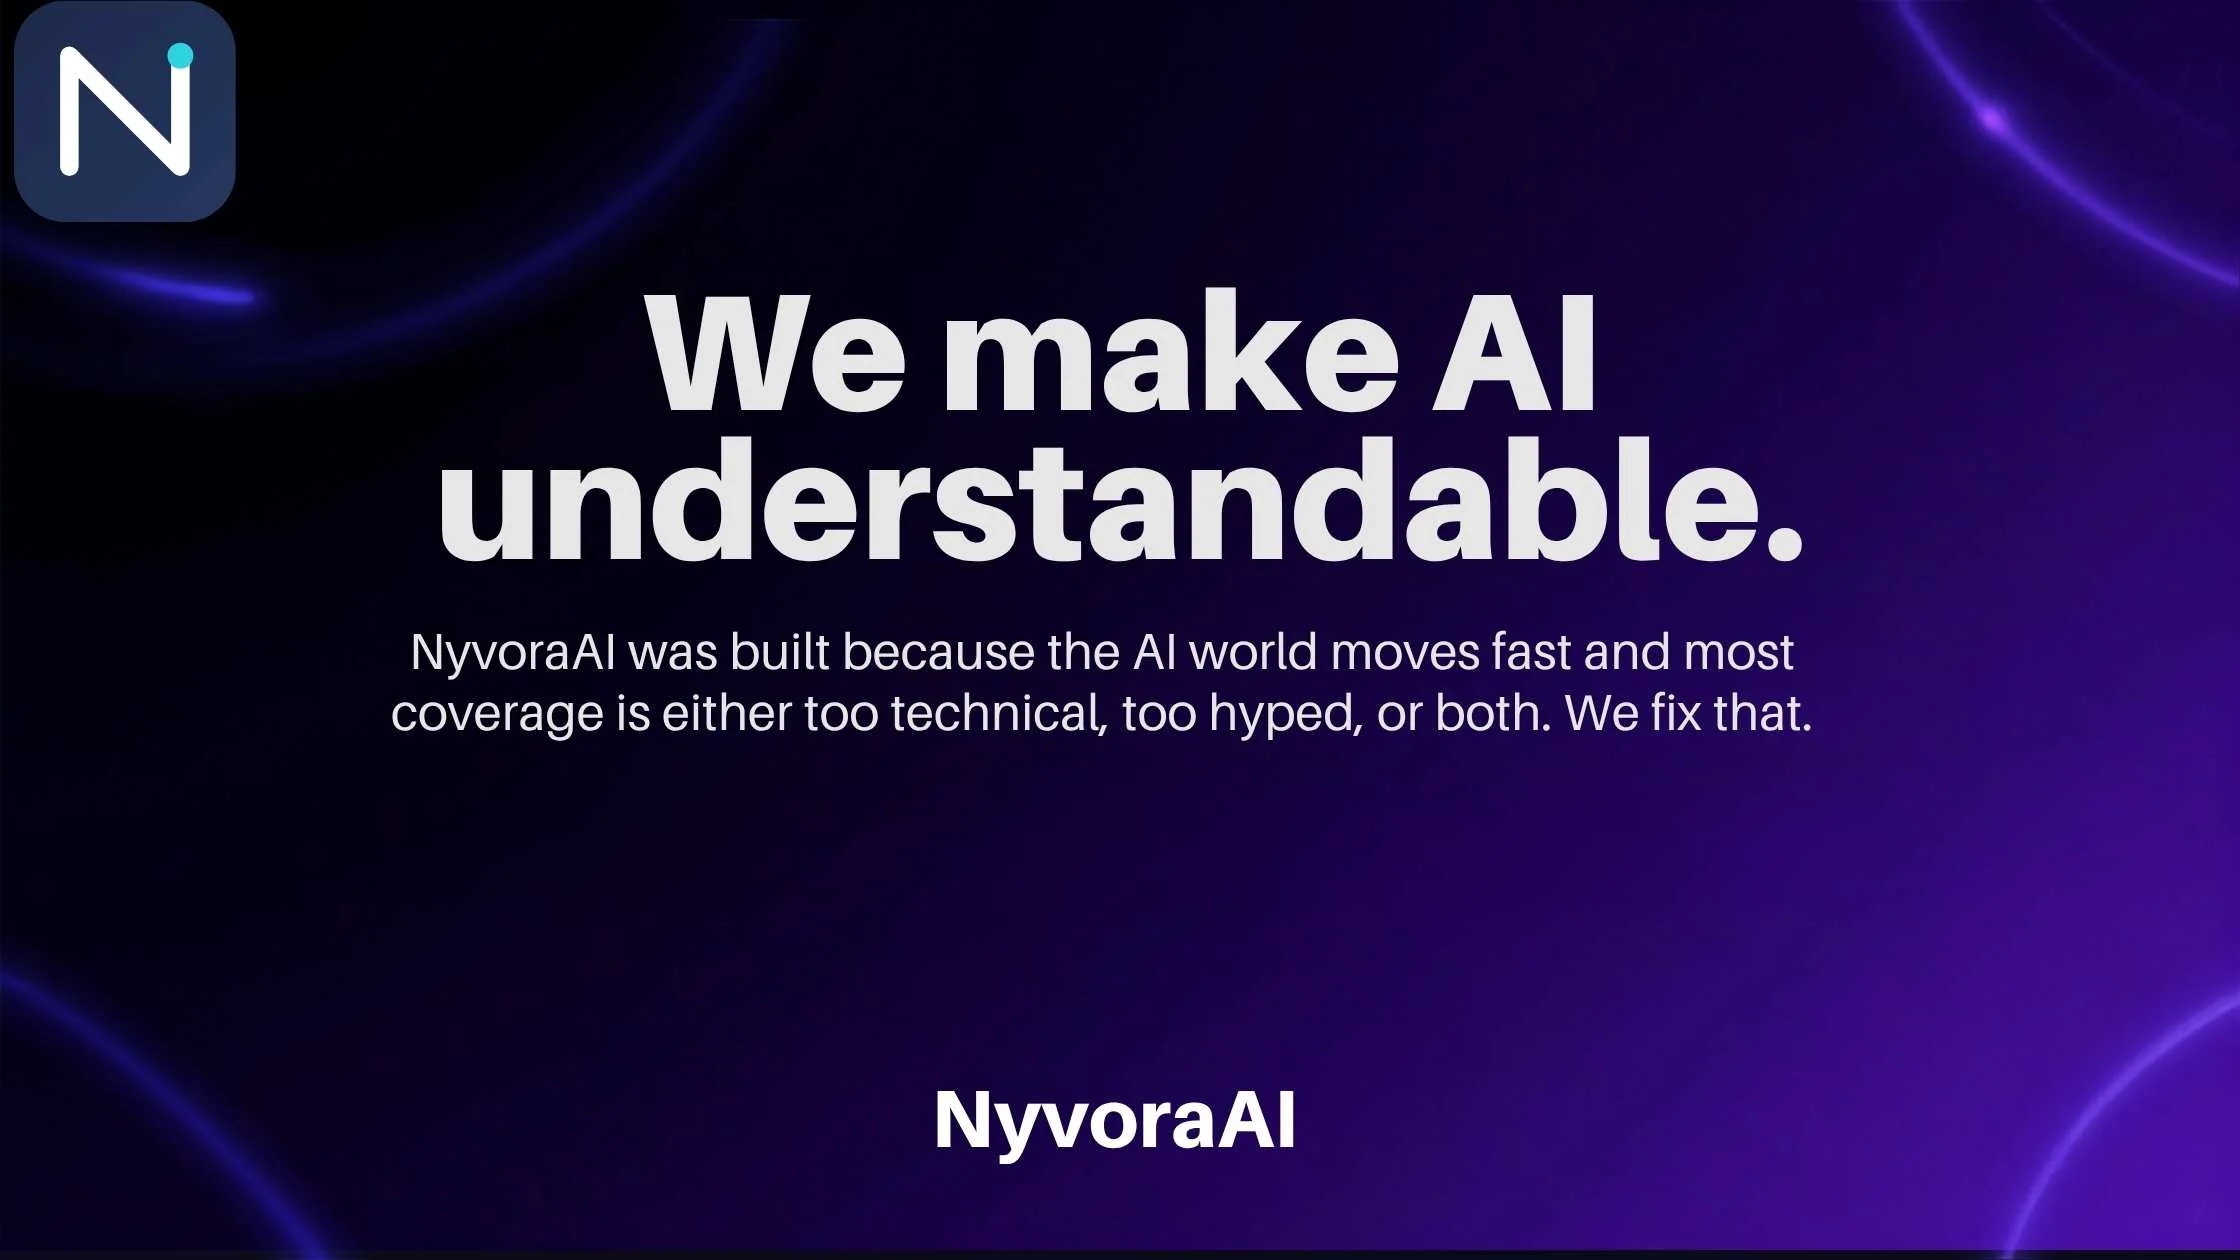 N
We make AI
understandable.
NyvoraAI was built because the AI world moves fast and most
coverage is either too technical, too hyped, or both. We fix that.
NyvoraAI